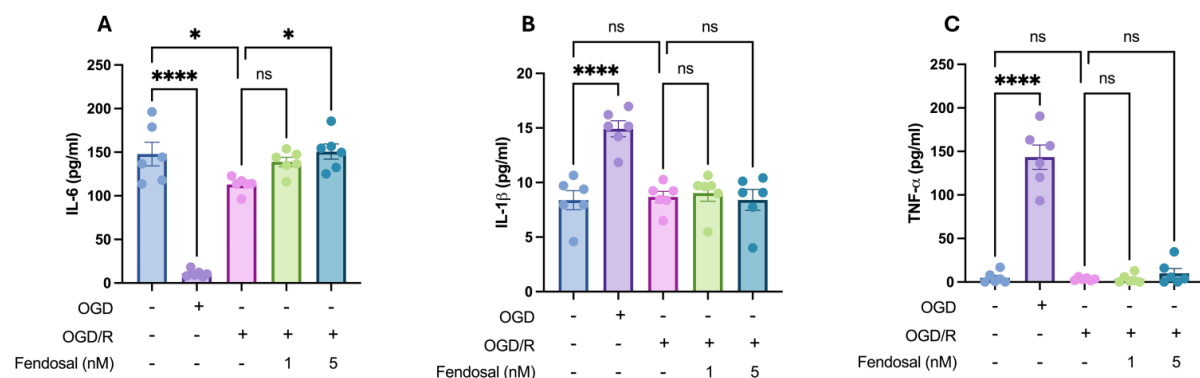 A
* *
**** ns
250
200
150
100
50
0
IL-6 (pg/ml)
OGD - + - - -
OGD/R - - + + +
Fendosal (nM) - - - 1 5
B
ns ns
**** ns
20
15
10
5
0
IL-1β (pg/ml)
OGD - + - - -
OGD/R - - + + +
Fendosal (nM) - - - 1 5
C
ns ns
**** ns
250
200
150
100
50
0
TNF-α (pg/ml)
OGD - + - - -
OGD/R - - + + +
Fendosal (nM) - - - 1 5